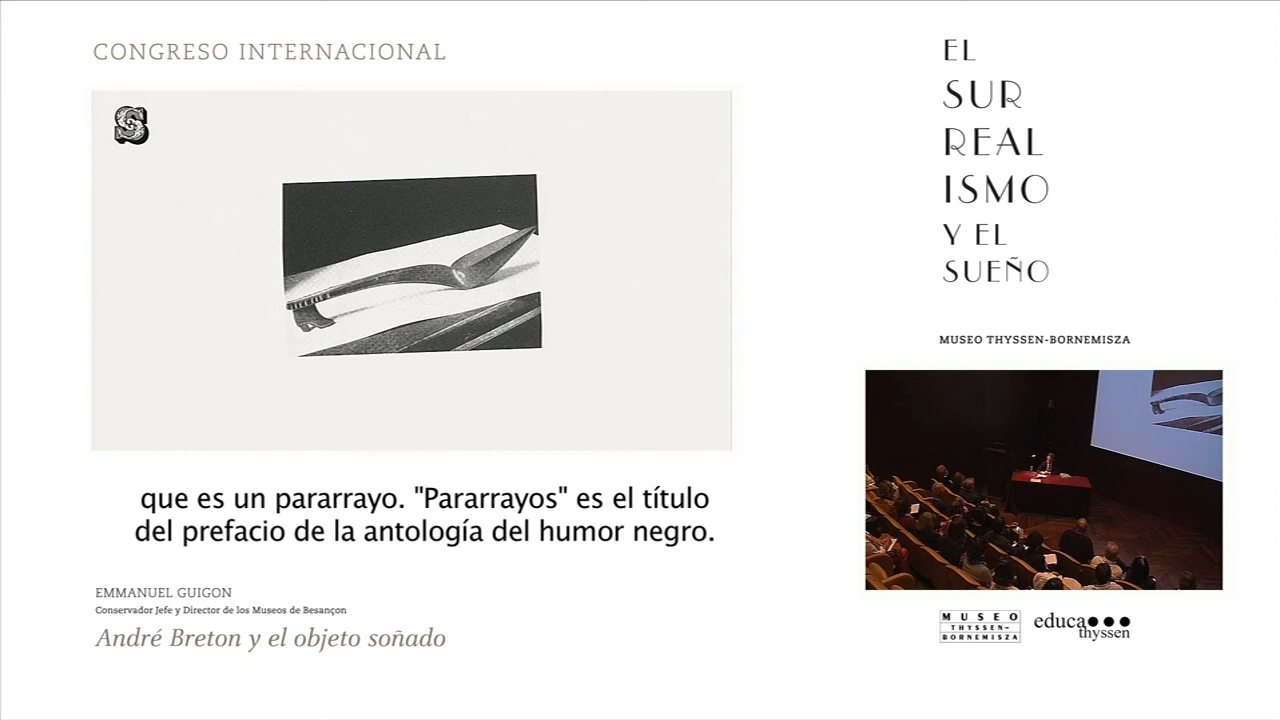 CONGRESO INTERNACIONAL
S
que es un pararrayo. "Pararrayos" es el título
del prefacio de la antología del humor negro.
EMMANUEL GUIGON
Conservador Jefe y Director de los Museos de Besançon
André Breton y el objeto soñado
EL
SUR
REAL
ISMO
Y EL
SUEÑO
MUSEO THYSSEN-BORNEMISZA
MUSEO
THYSSEN-
BORNEMISZA
educa
thyssen